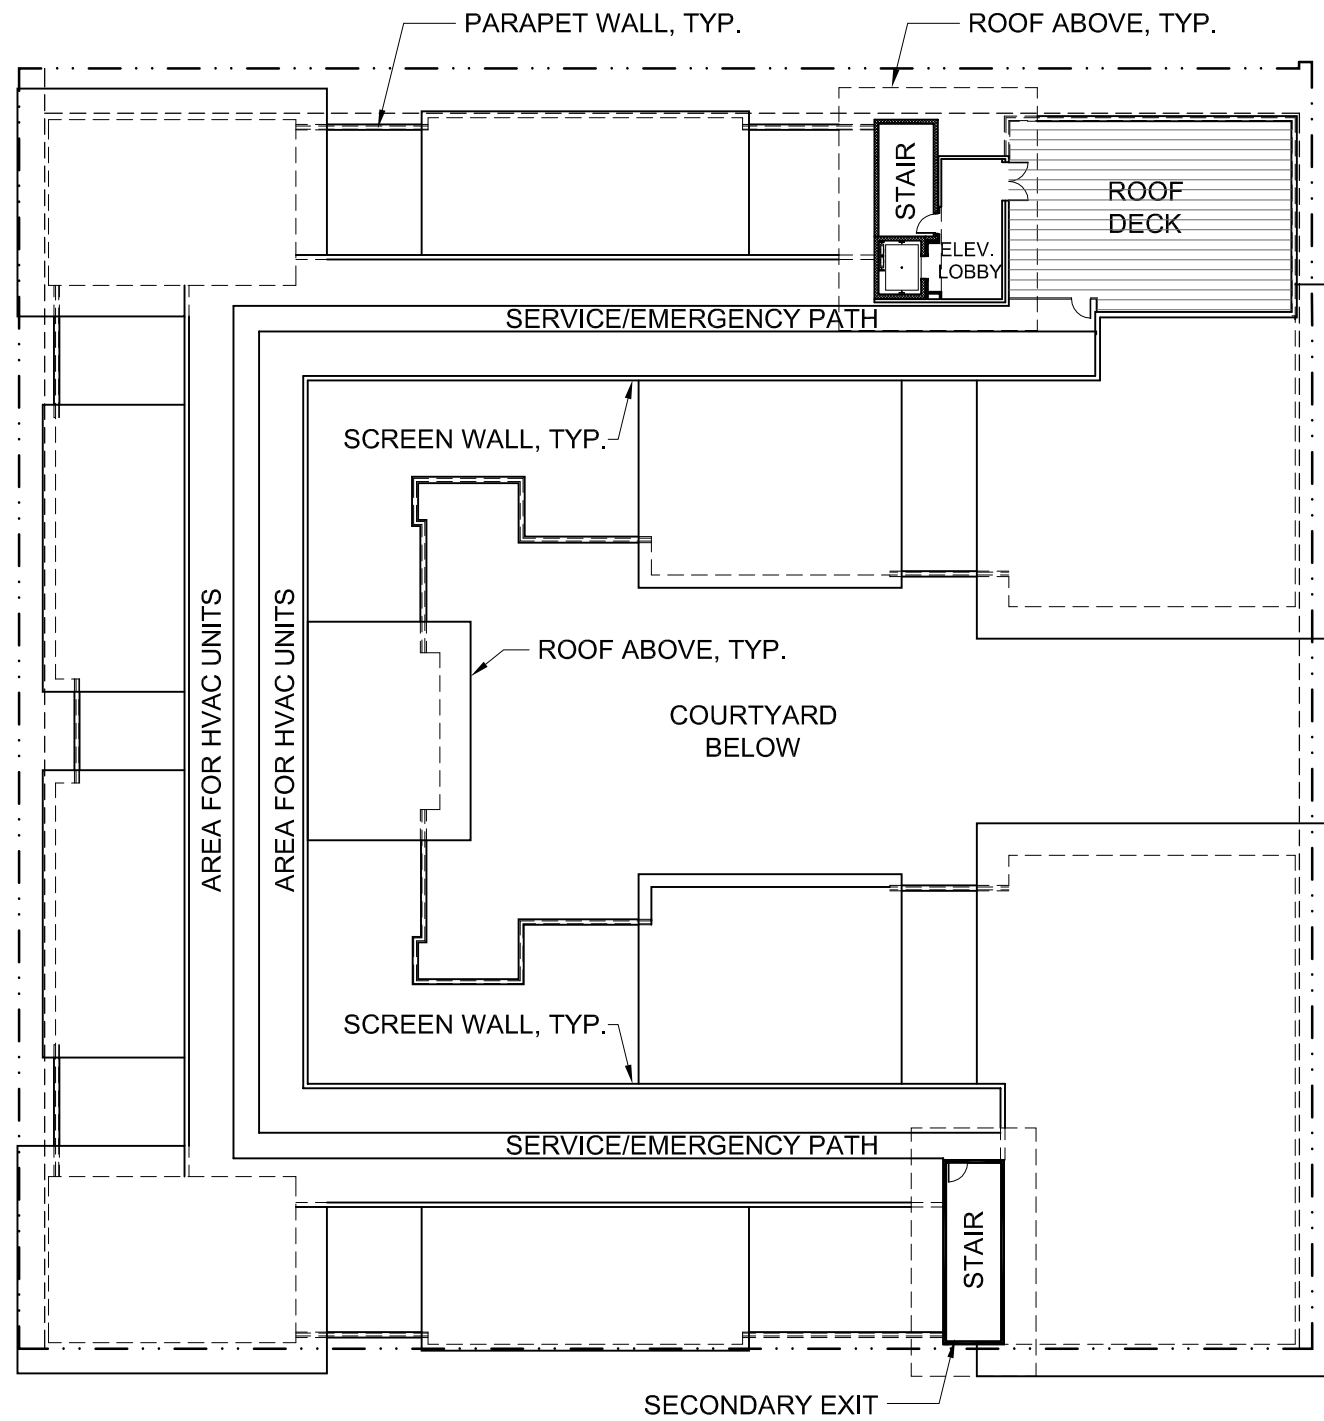 PARAPET WALL, TYP.
ROOF ABOVE, TYP.
STAIR
ROOF
DECK
ELEV.
LOBBY
SERVICE/EMERGENCY PATH
SCREEN WALL, TYP.
AREA FOR HVAC UNITS
AREA FOR HVAC UNITS
ROOF ABOVE, TYP.
COURTYARD
BELOW
SCREEN WALL, TYP.
SERVICE/EMERGENCY PATH
STAIR
SECONDARY EXIT